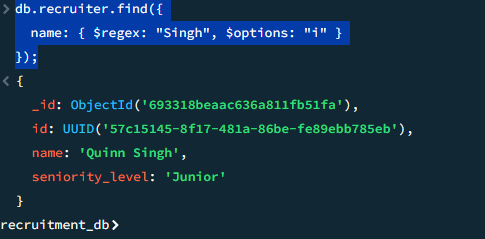 > db.recruiter.find({
name: { $regex: "Singh", $options: "i" }
});
< {
_id: ObjectId('693318beaac636a811fb51fa'),
id: UUID('57c15145-8f17-481a-86be-fe89ebb785eb'),
name: 'Quinn Singh',
seniority_level: 'Junior'
}
recruitment_db>